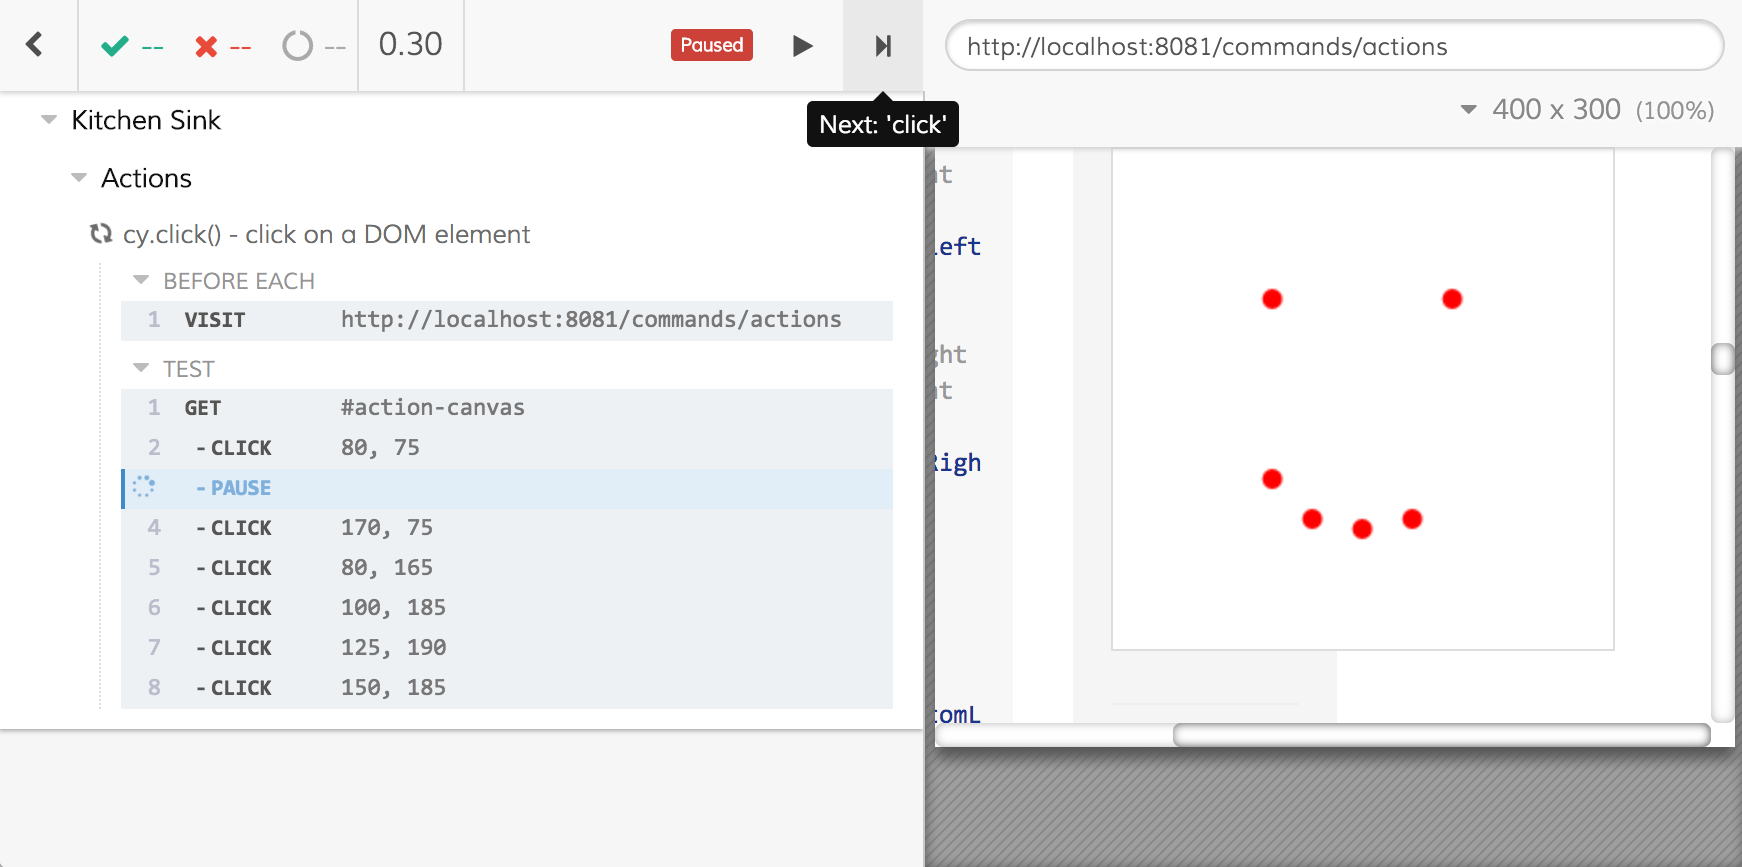 -- -- -- 0.30 Paused
http://localhost:8081/commands/actions
Next: 'click'
400 x 300 (100%)
Kitchen Sink
Actions
cy.click() - click on a DOM element
BEFORE EACH
1 VISIT http://localhost:8081/commands/actions
TEST
1 GET #action-canvas
2 - CLICK 80, 75
- PAUSE
4 - CLICK 170, 75
5 - CLICK 80, 165
6 - CLICK 100, 185
7 - CLICK 125, 190
8 - CLICK 150, 185
eft
ht
Righ
tomL